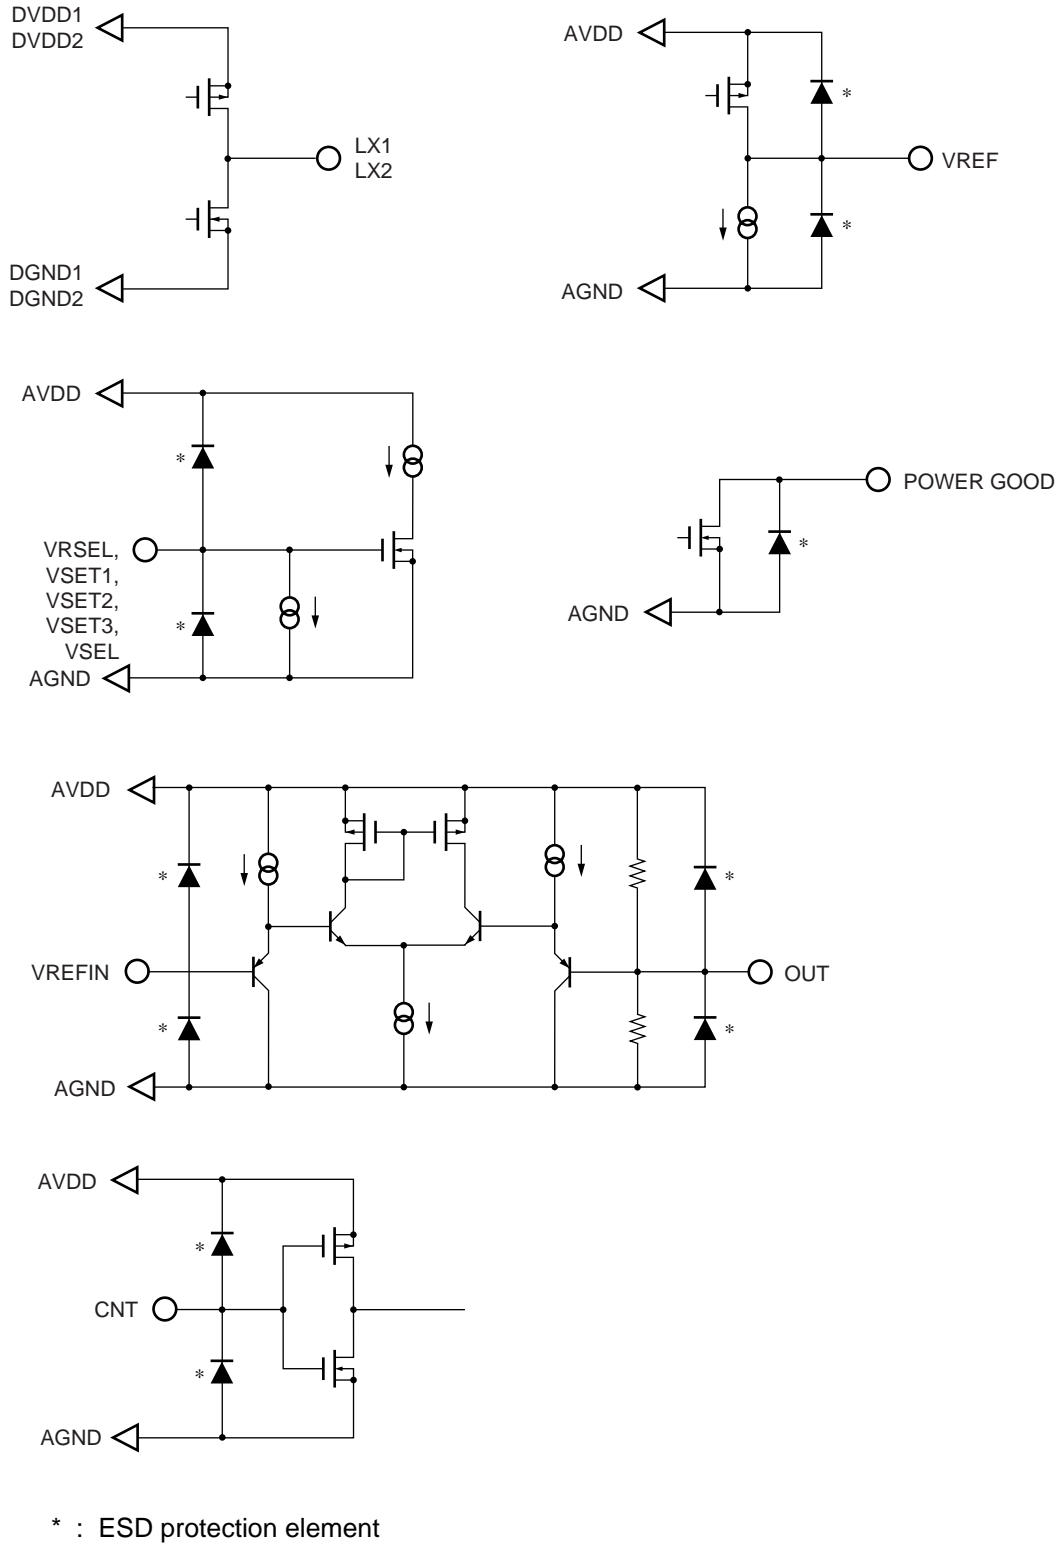 DVDD1
DVDD2
LX1
LX2
DGND1
DGND2
AVDD
*
VREF
*
AGND
AVDD
*
VRSEL,
VSET1,
VSET2,
VSET3,
VSEL
*
AGND
POWER GOOD
*
AGND
AVDD
*
*
VREFIN
OUT
*
*
AGND
AVDD
*
CNT
*
AGND
* : ESD protection element